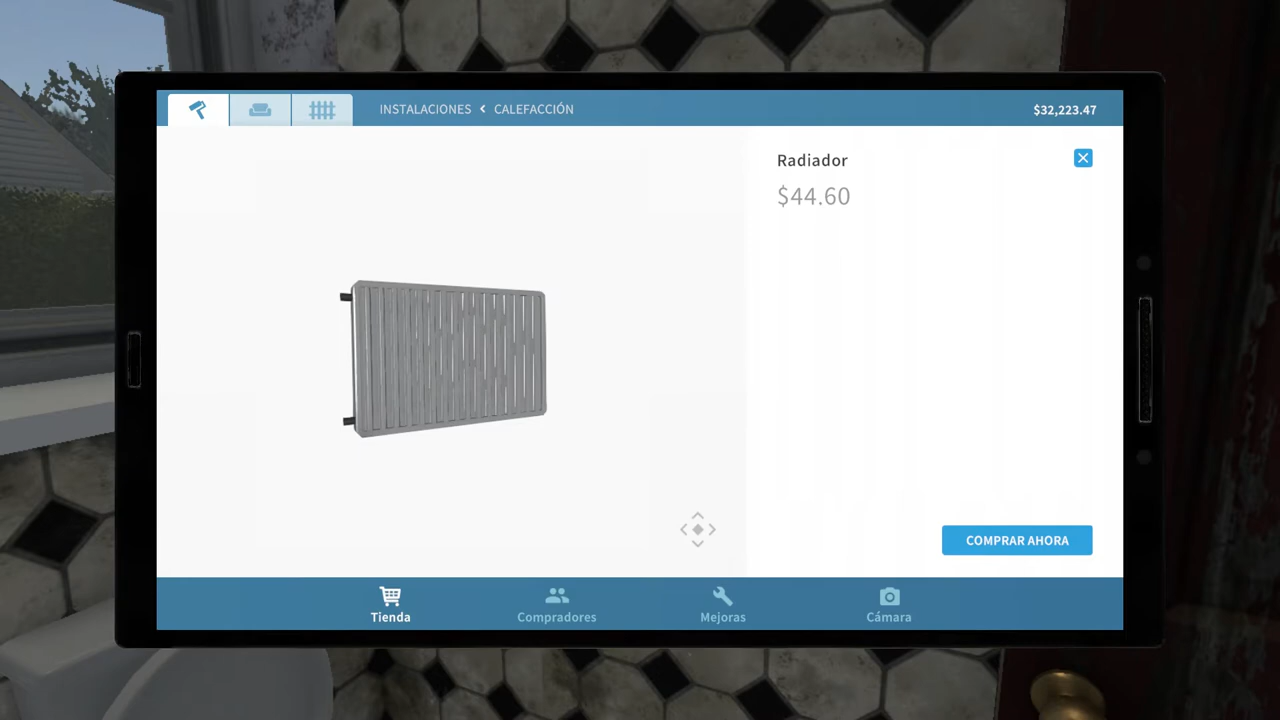 INSTALACIONES < CALEFACCIÓN
$32,223.47
Radiador
$44.60
COMPRAR AHORA
Tienda
Compradores
Mejoras
Cámara